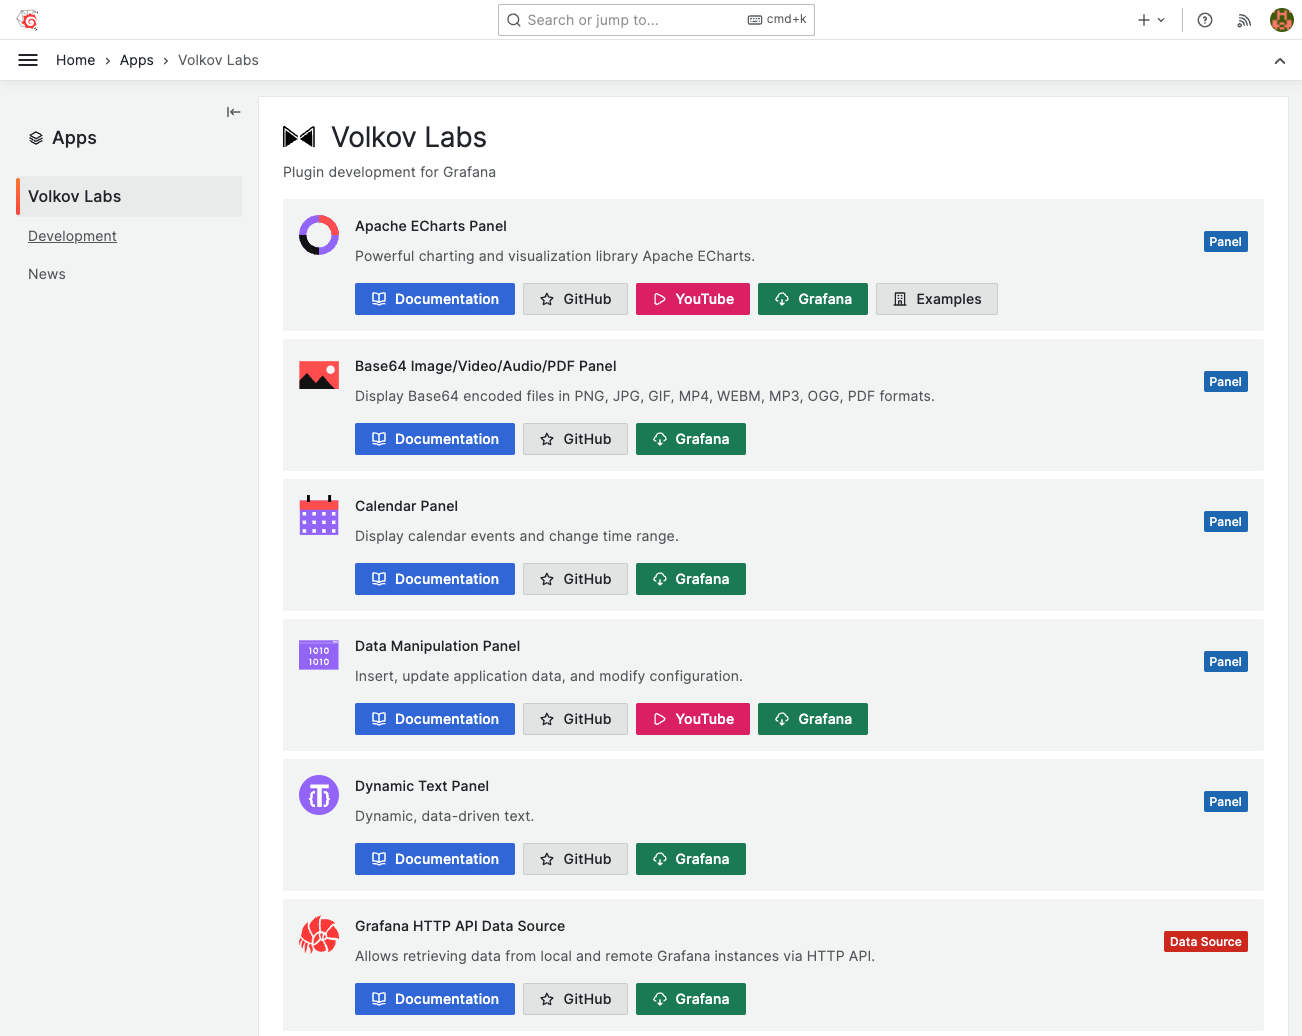 Search or jump to...
cmd+k
Home › Apps › Volkov Labs
Apps
Volkov Labs
Development
News
Volkov Labs
Plugin development for Grafana
Apache ECharts Panel
Panel
Powerful charting and visualization library Apache ECharts.
Documentation
GitHub
YouTube
Grafana
Examples
Base64 Image/Video/Audio/PDF Panel
Panel
Display Base64 encoded files in PNG, JPG, GIF, MP4, WEBM, MP3, OGG, PDF formats.
Documentation
GitHub
Grafana
Calendar Panel
Panel
Display calendar events and change time range.
Documentation
GitHub
Grafana
1010
1010
Data Manipulation Panel
Panel
Insert, update application data, and modify configuration.
Documentation
GitHub
YouTube
Grafana
{T}
Dynamic Text Panel
Panel
Dynamic, data-driven text.
Documentation
GitHub
Grafana
Grafana HTTP API Data Source
Data Source
Allows retrieving data from local and remote Grafana instances via HTTP API.
Documentation
GitHub
Grafana